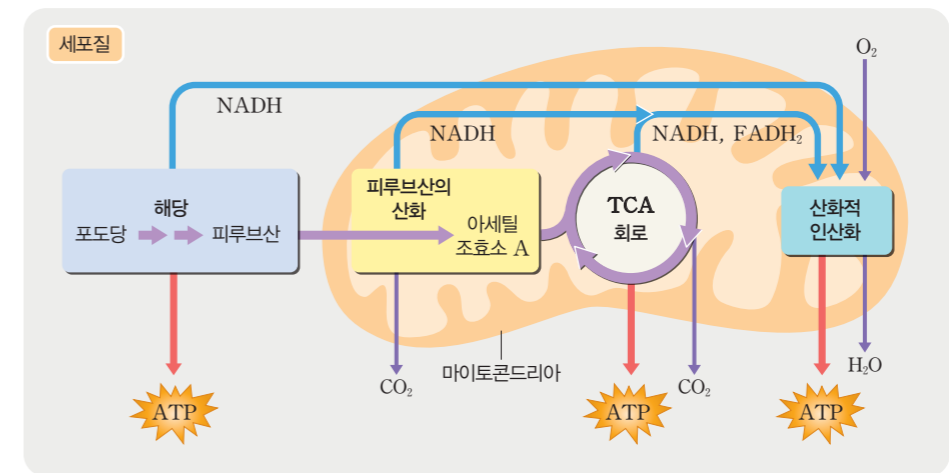 세포질
O₂
NADH
NADH
NADH, FADH₂
해당
포도당
피루브산
피루브산의
산화
아세틸
조효소 A
TCA
회로
산화적
인산화
마이토콘드리아
CO₂
CO₂
H₂O
ATP
ATP
ATP